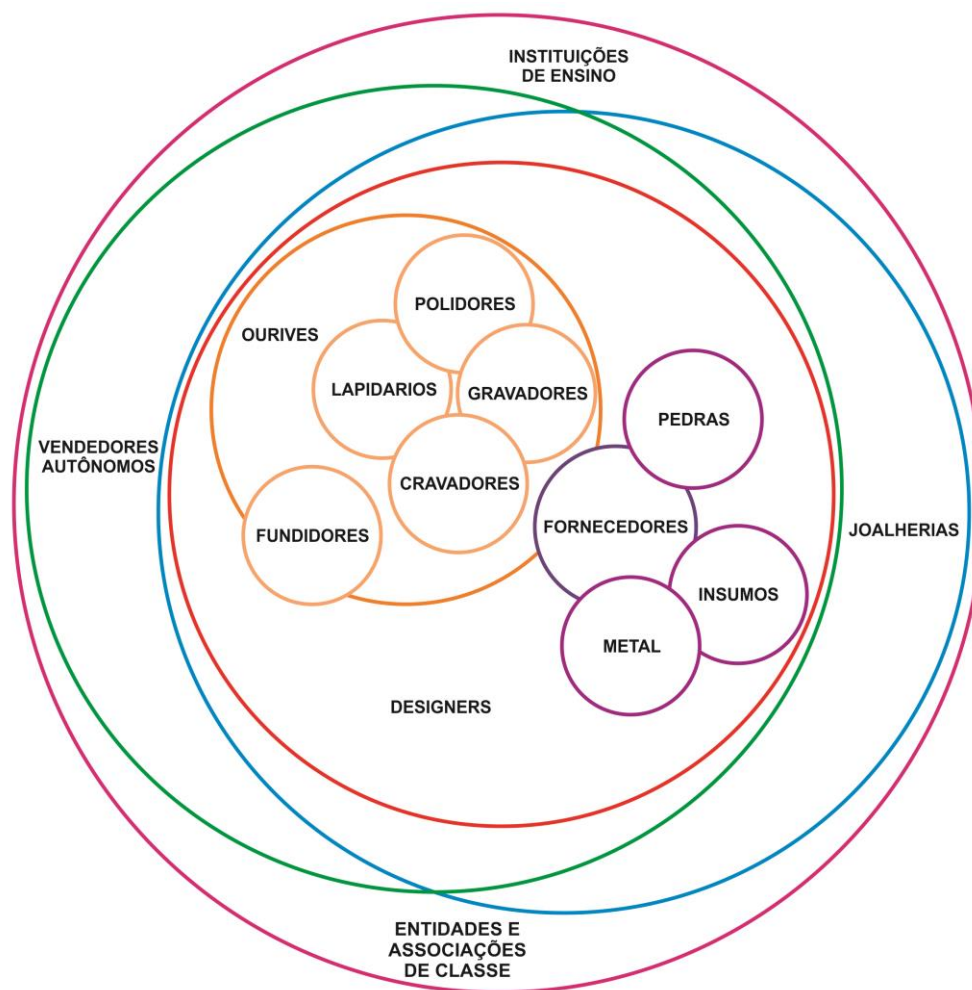 INSTITUIÇÕES
DE ENSINO
POLIDORES
OURIVES
LAPIDARIOS
GRAVADORES
PEDRAS
VENDEDORES
AUTÔNOMOS
CRAVADORES
FUNDIDORES
FORNECEDORES
JOALHERIAS
INSUMOS
METAL
DESIGNERS
ENTIDADES E
ASSOCIAÇÕES
DE CLASSE